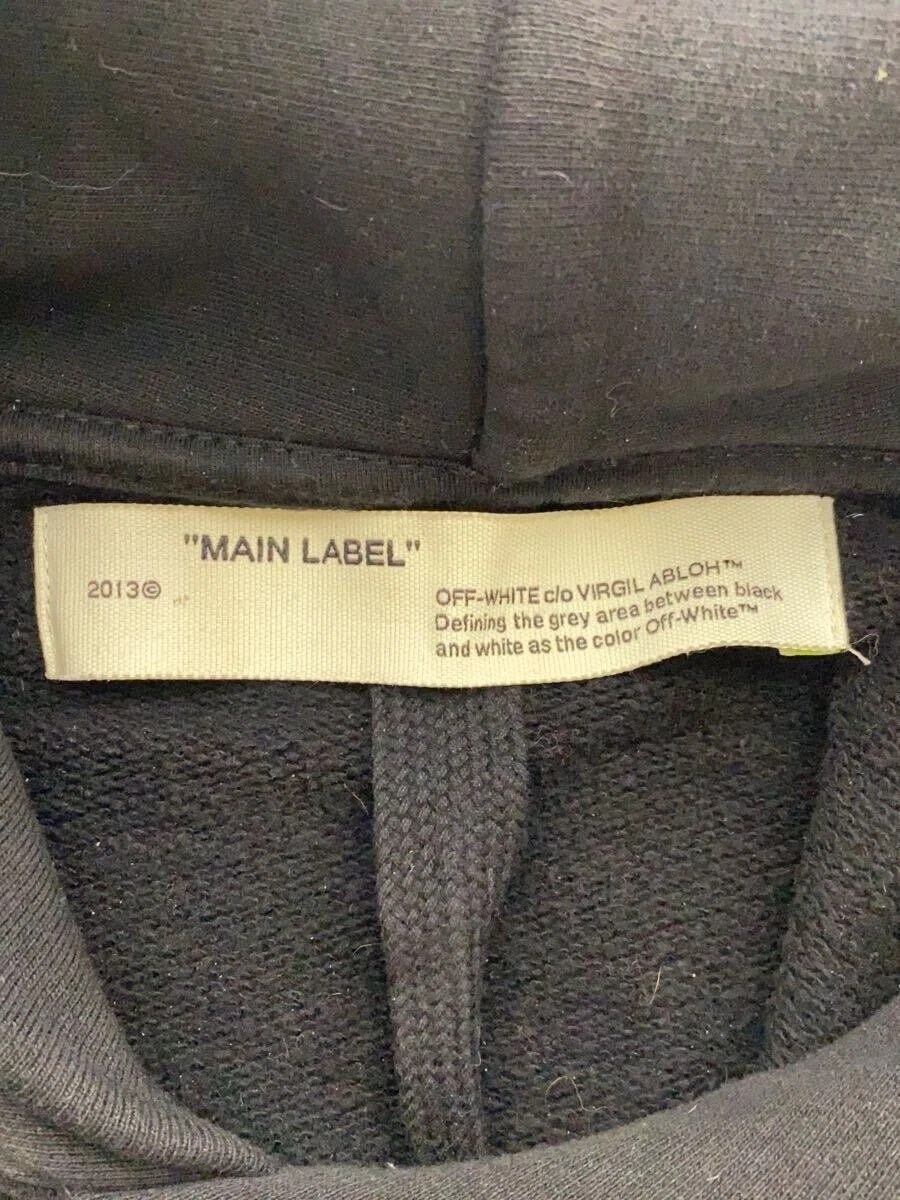 "MAIN LABEL"
2013©
OFF-WHITE c/o VIRGIL ABLOH™
Defining the grey area between black
and white as the color Off-White™